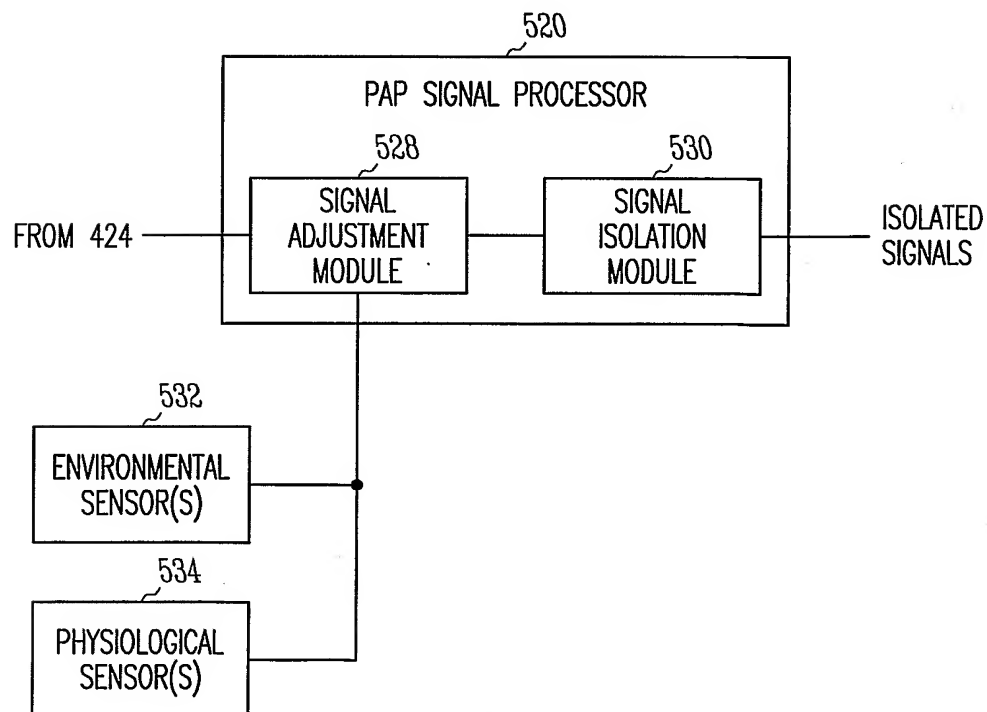 520
PAP SIGNAL PROCESSOR
528
530
SIGNAL
ADJUSTMENT
MODULE
SIGNAL
ISOLATION
MODULE
FROM 424
ISOLATED
SIGNALS
532
ENVIRONMENTAL
SENSOR(S)
534
PHYSIOLOGICAL
SENSOR(S)